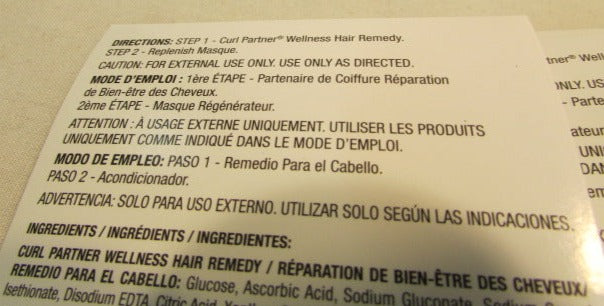 DIRECTIONS: STEP 1 - Curl Partner® Wellness Hair Remedy.
STEP 2 - Replenish Masque.
CAUTION: FOR EXTERNAL USE ONLY. USE ONLY AS DIRECTED.
MODE D'EMPLOI : 1ère ÉTAPE - Partenaire de Coiffure Réparation
de Bien-être des Cheveux.
2ème ÉTAPE - Masque Régénérateur.
ATTENTION : À USAGE EXTERNE UNIQUEMENT. UTILISER LES PRODUITS
UNIQUEMENT COMME INDIQUÉ DANS LE MODE D'EMPLOI.
MODO DE EMPLEO: PASO 1 - Remedio Para el Cabello.
PASO 2 - Acondicionador.
ADVERTENCIA: SOLO PARA USO EXTERNO. UTILIZAR SOLO SEGÚN LAS INDICACIONES.
INGREDIENTS / INGRÉDIENTS / INGREDIENTES:
CURL PARTNER WELLNESS HAIR REMEDY / RÉPARATION DE BIEN-ÊTRE DES CHEVEUX/
REMEDIO PARA EL CABELLO: Glucose, Ascorbic Acid, Sodium Gluconate,
Isethionate, Disodium EDTA, Citric Acid,